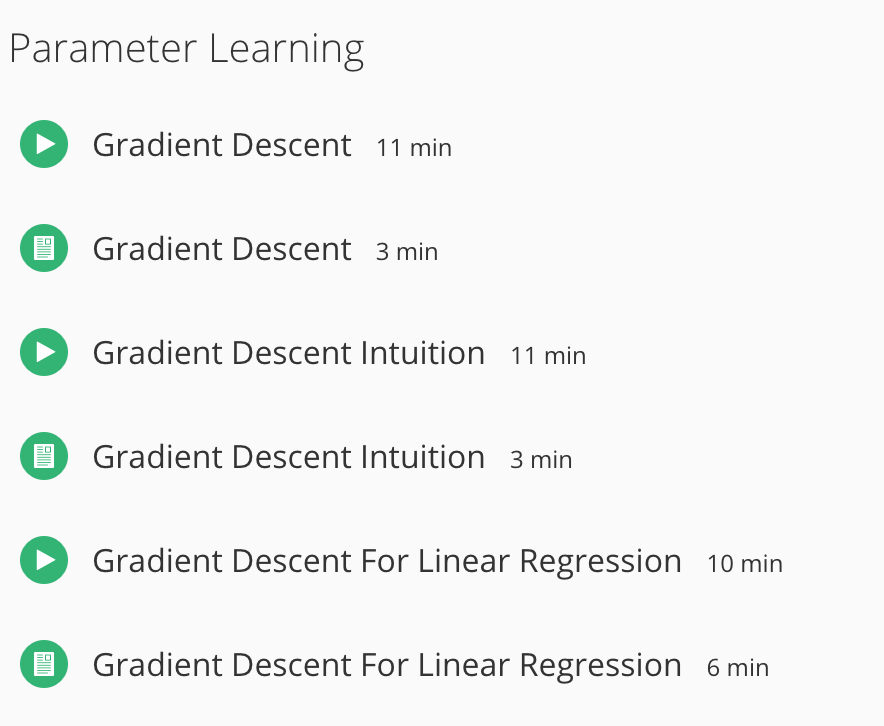 Parameter Learning
Gradient Descent 11 min
Gradient Descent 3 min
Gradient Descent Intuition 11 min
Gradient Descent Intuition 3 min
Gradient Descent For Linear Regression 10 min
Gradient Descent For Linear Regression 6 min